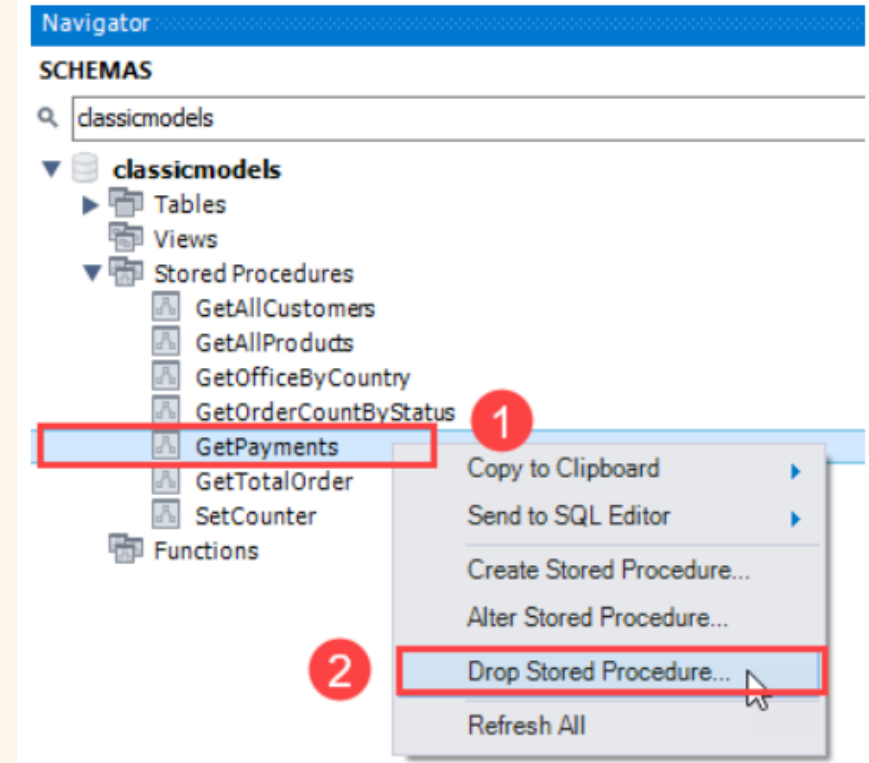 Navigator
SCHEMAS
classicmodels
classicmodels
Tables
Views
Stored Procedures
GetAllCustomers
GetAllProducts
GetOfficeByCountry
GetOrderCountByStatus
1
GetPayments
Copy to Clipboard
GetTotalOrder
Send to SQL Editor
SetCounter
Functions
Create Stored Procedure...
Alter Stored Procedure...
2
Drop Stored Procedure...
Refresh All